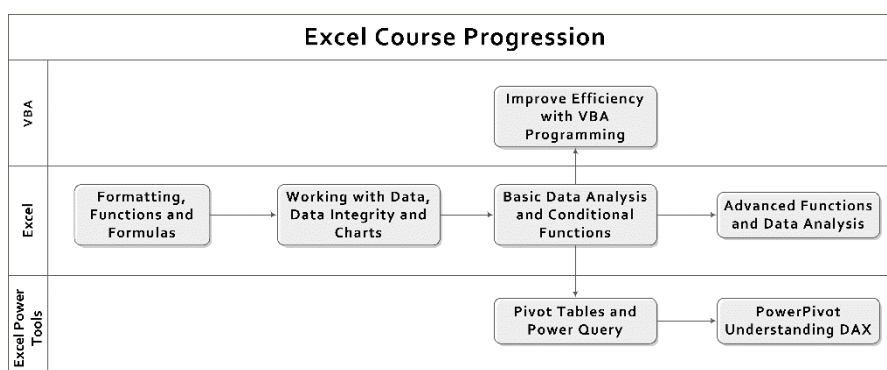 Excel Course Progression
VBA
Improve Efficiency
with VBA
Programming
Excel
Formatting,
Functions and
Formulas
Working with Data,
Data Integrity and
Charts
Basic Data Analysis
and Conditional
Functions
Advanced Functions
and Data Analysis
Excel Power
Tools
Pivot Tables and
Power Query
PowerPivot
Understanding DAX